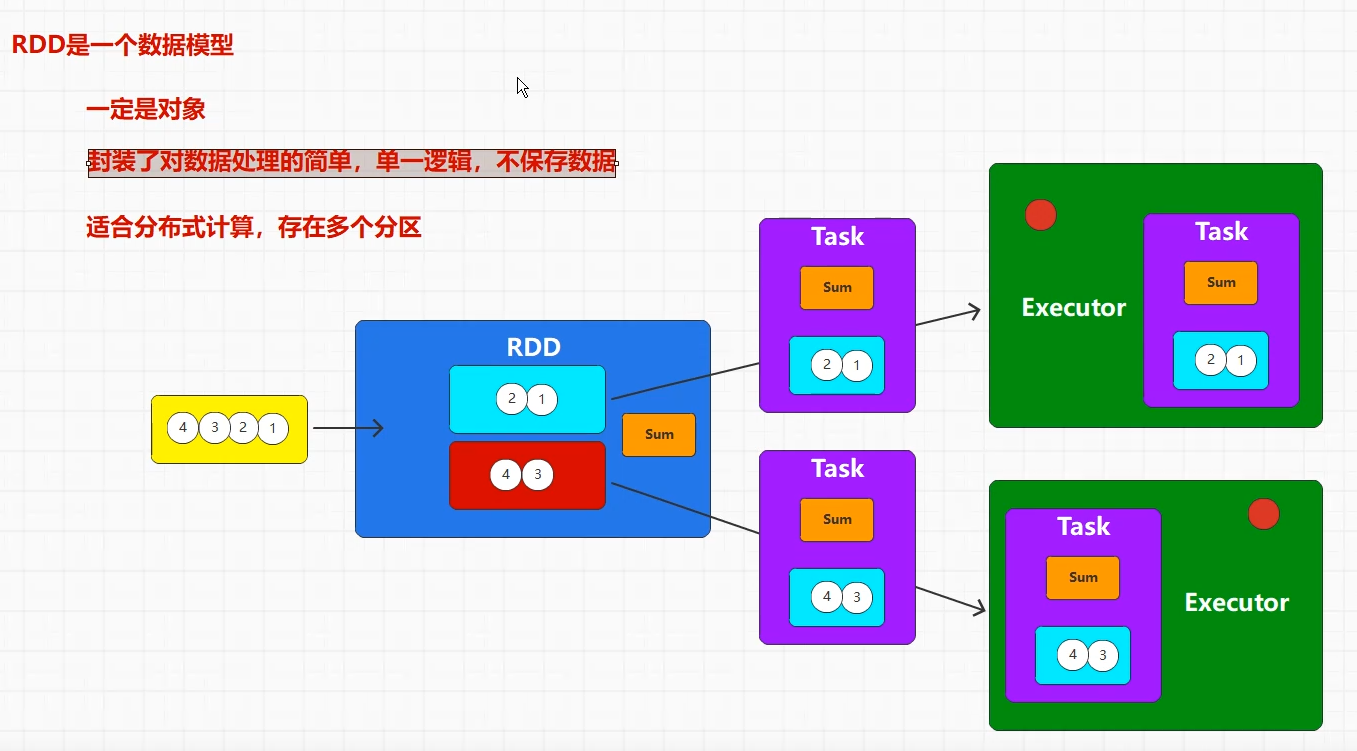 RDD是一个数据模型
一定是对象
封装了对数据处理的简单，单一逻辑，不保存数据
适合分布式计算，存在多个分区
4 3 2 1
RDD
2 1
Sum
4 3
Task
Sum
2 1
Task
Sum
4 3
Executor
Task
Sum
2 1
Task
Sum
4 3
Executor